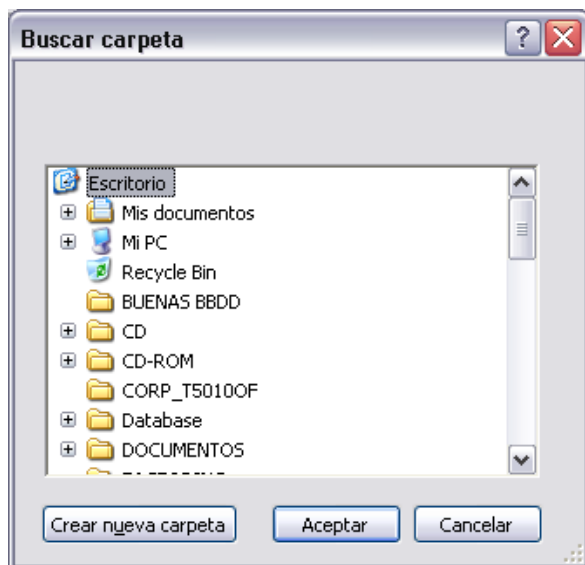 Buscar carpeta
Escritorio
Mis documentos
Mi PC
Recycle Bin
BUENAS BBDD
CD
CD-ROM
CORP_T5010OF
Database
DOCUMENTOS
Crear nueva carpeta
Aceptar
Cancelar